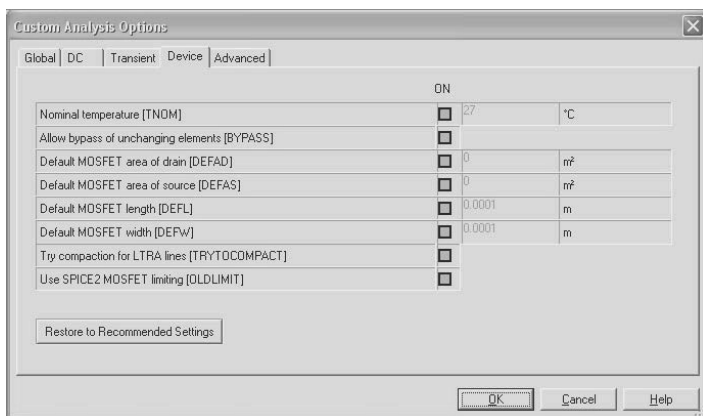 Custom Analysis Options
Global DC Transient Device Advanced
ON
Nominal temperature [TNOM] 27 °C
Allow bypass of unchanging elements [BYPASS]
Default MOSFET area of drain [DEFAD] 0 m²
Default MOSFET area of source [DEFAS] 0 m²
Default MOSFET length [DEFL] 0.0001 m
Default MOSFET width [DEFW] 0.0001 m
Try compaction for LTRA lines [TRYTOCOMPACT]
Use SPICE2 MOSFET limiting [OLDLIMIT]
Restore to Recommended Settings
OK Cancel Help